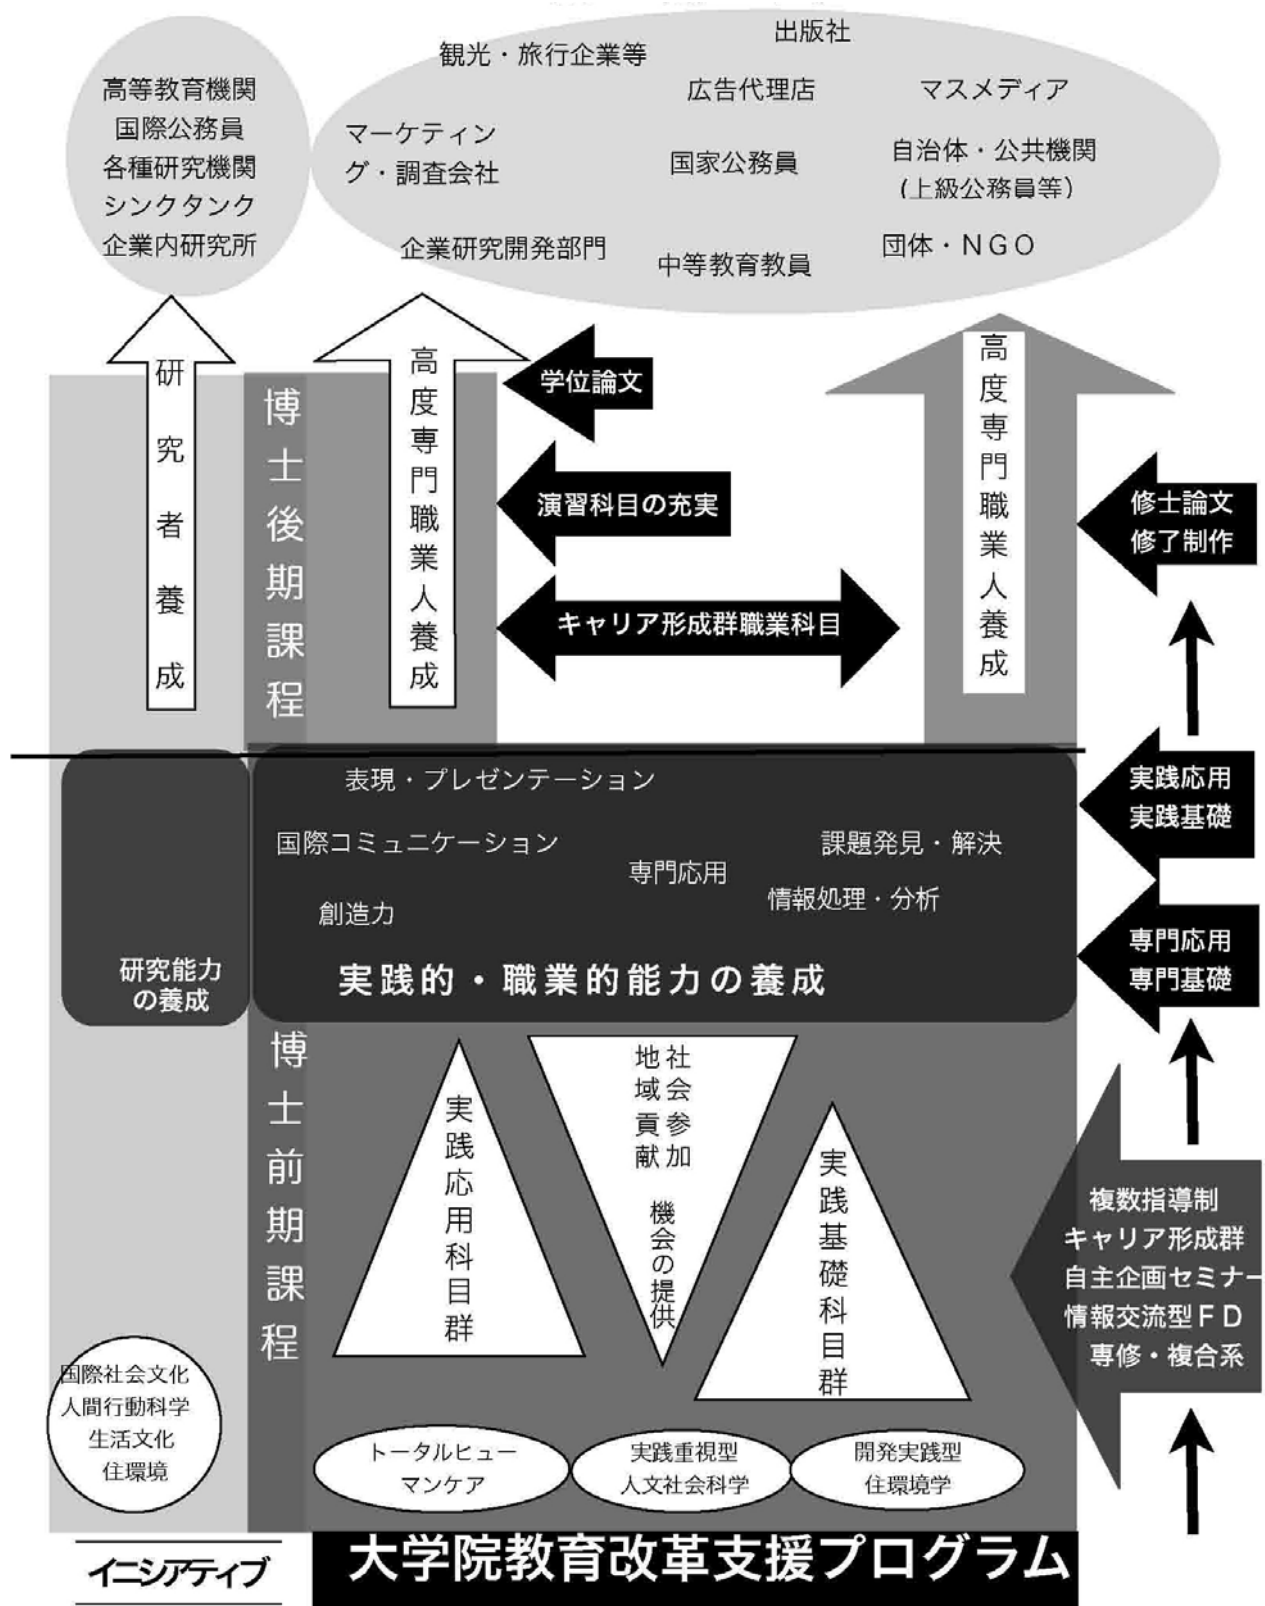 高等教育機関
国際公務員
各種研究機関
シンクタンク
企業内研究所
観光・旅行企業等
出版社
広告代理店
マスメディア
マーケティン
グ・調査会社
国家公務員
自治体・公共機関
(上級公務員等)
企業研究開発部門
中等教育教員
団体・NGO
研究者養成
博士後期課程
高度専門職業人養成
学位論文
演習科目の充実
キャリア形成群職業科目
高度専門職業人養成
修士論文
修了制作
表現・プレゼンテーション
国際コミュニケーション
専門応用
課題発見・解決
情報処理・分析
創造力
実践的・職業的能力の養成
研究能力
の養成
実践応用
実践基礎
専門応用
専門基礎
博士前期課程
実践応用科目群
社会参加
地域貢献
機会の提供
実践基礎科目群
複数指導制
キャリア形成群
自主企画セミナー
情報交流型FD
専修・複合系
国際社会文化
人間行動科学
生活文化
住環境
トータルヒュー
マンケア
実践重視型
人文社会科学
開発実践型
住環境学
イニシアティブ
大学院教育改革支援プログラム